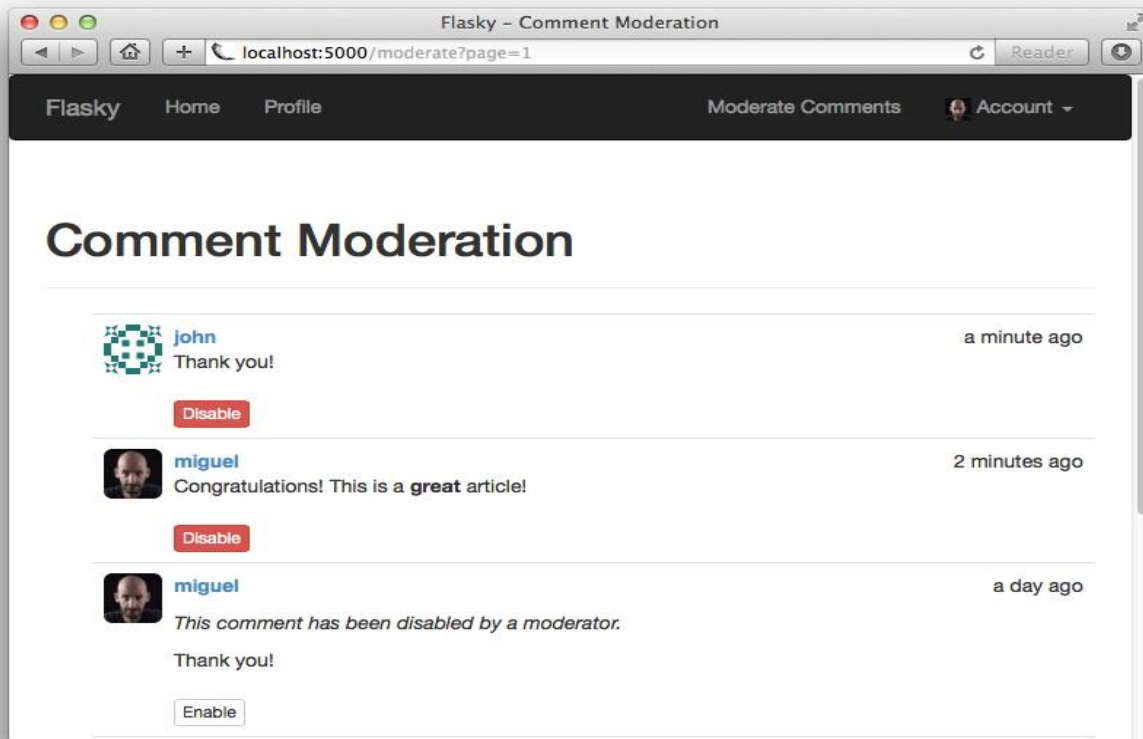 Flasky – Comment Moderation
localhost:5000/moderate?page=1 Reader
Flasky Home Profile Moderate Comments Account
Comment Moderation
john a minute ago
Thank you!
Disable
miguel 2 minutes ago
Congratulations! This is a great article!
Disable
miguel a day ago
This comment has been disabled by a moderator.
Thank you!
Enable